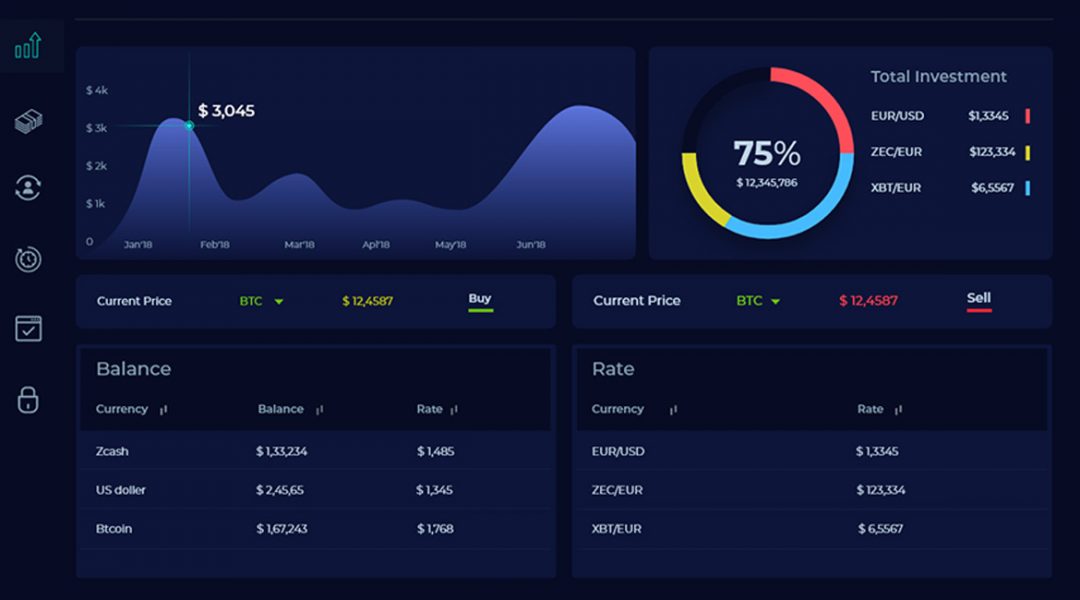 $ 4k
$ 3k
$ 2k
$ 1k
0
$ 3,045
Jan'18 Feb'18 Mar'18 Apl'18 May'18 Jun'18
75%
$ 12,345,786
Total Investment
EUR/USD $1,3345
ZEC/EUR $123,334
XBT/EUR $6,5567
Current Price BTC $ 12,4587 Buy
Current Price BTC $ 12,4587 Sell
Balance
Currency Balance Rate
Zcash $ 1,33,234 $ 1,485
US doller $ 2,45,65 $ 1,345
Btcoin $ 1,67,243 $ 1,768
Rate
Currency Rate
EUR/USD $ 1,3345
ZEC/EUR $ 123,334
XBT/EUR $ 6,5567